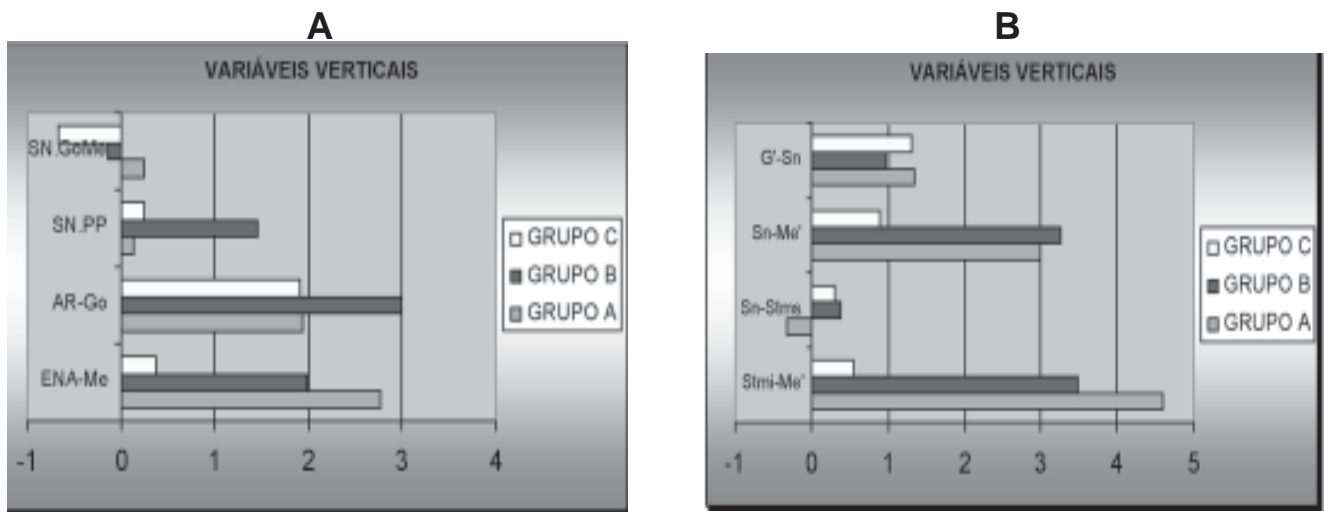 A
VARIÁVEIS VERTICAIS
SN.GoMe
SN.PP
AR-Go
ENA-Me
-1 0 1 2 3 4
GRUPO C
GRUPO B
GRUPO A
B
VARIÁVEIS VERTICAIS
G'-Sn
Sn-Me'
Sn-Stms
Stmi-Me'
-1 0 1 2 3 4 5
GRUPO C
GRUPO B
GRUPO A